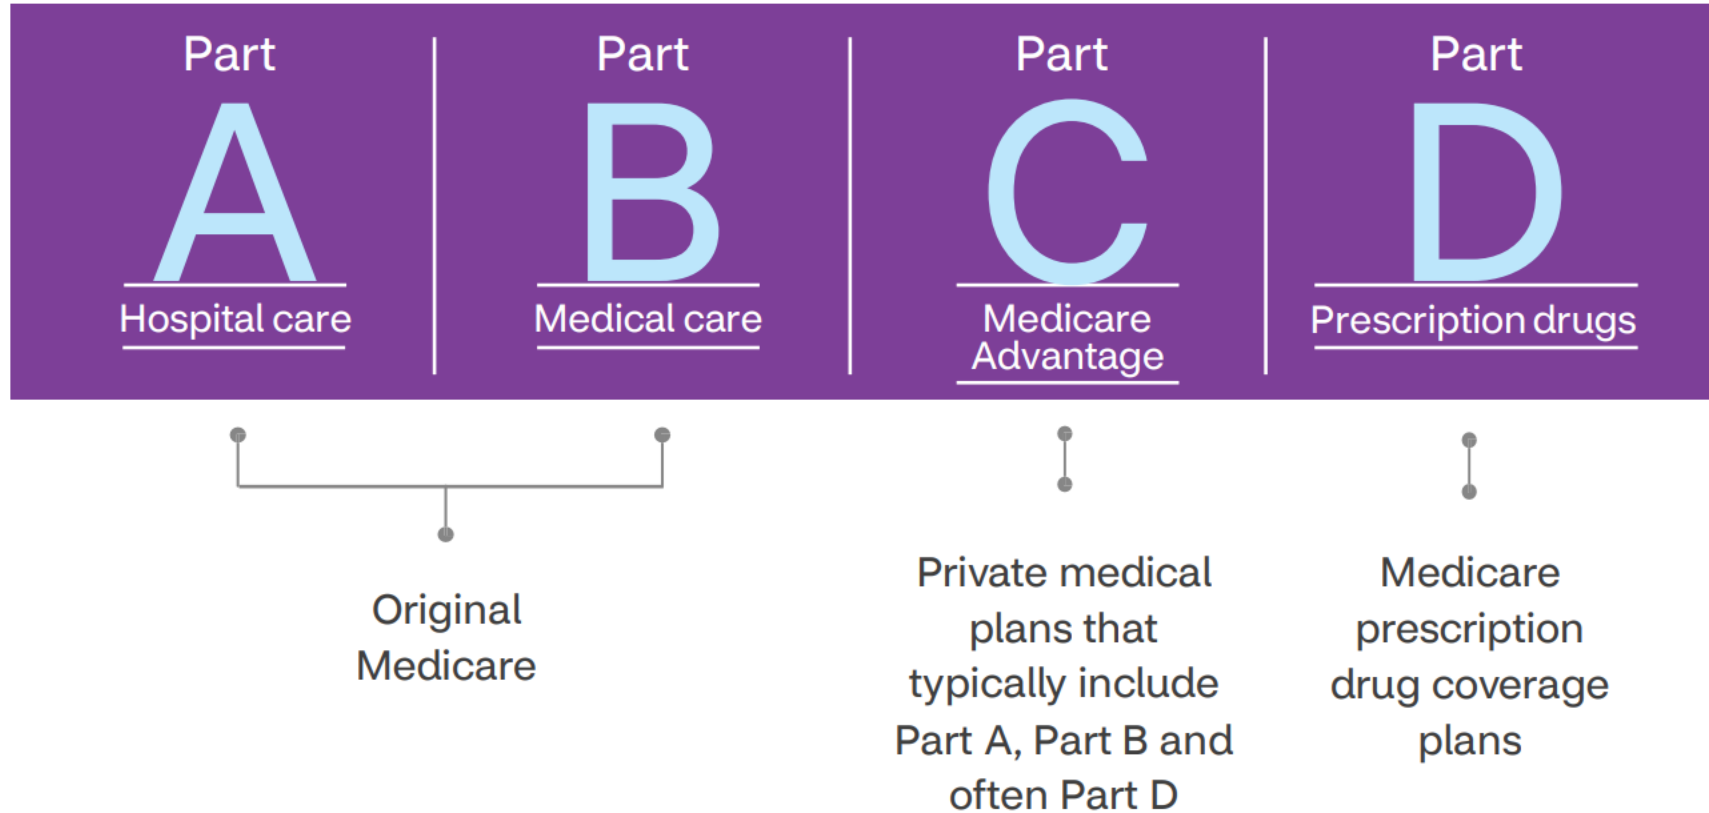 Part
A
Hospital care
Part
B
Medical care
Part
C
Medicare
Advantage
Part
D
Prescription drugs
Original
Medicare
Private medical
plans that
typically include
Part A, Part B and
often Part D
Medicare
prescription
drug coverage
plans